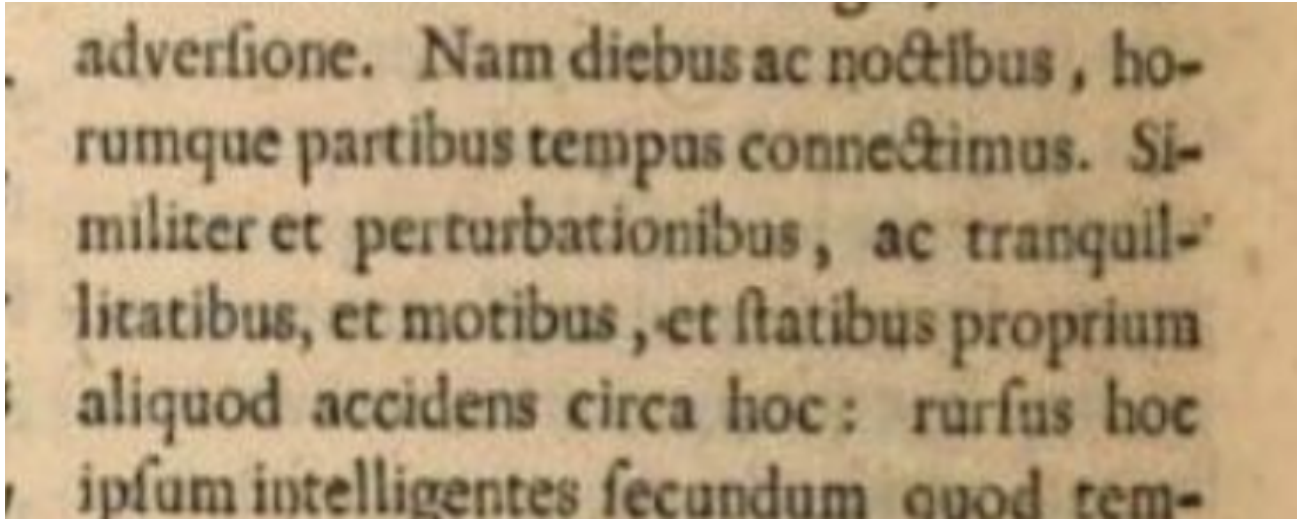 adverſione. Nam diebus ac noctibus, ho-
rumque partibus tempus connectimus. Si-
militer et perturbationibus, ac tranquil-
litatibus, et motibus, et ſtatibus proprium
aliquod accidens circa hoc: rurſus hoc
ipſum intelligentes ſecundum quod tem-